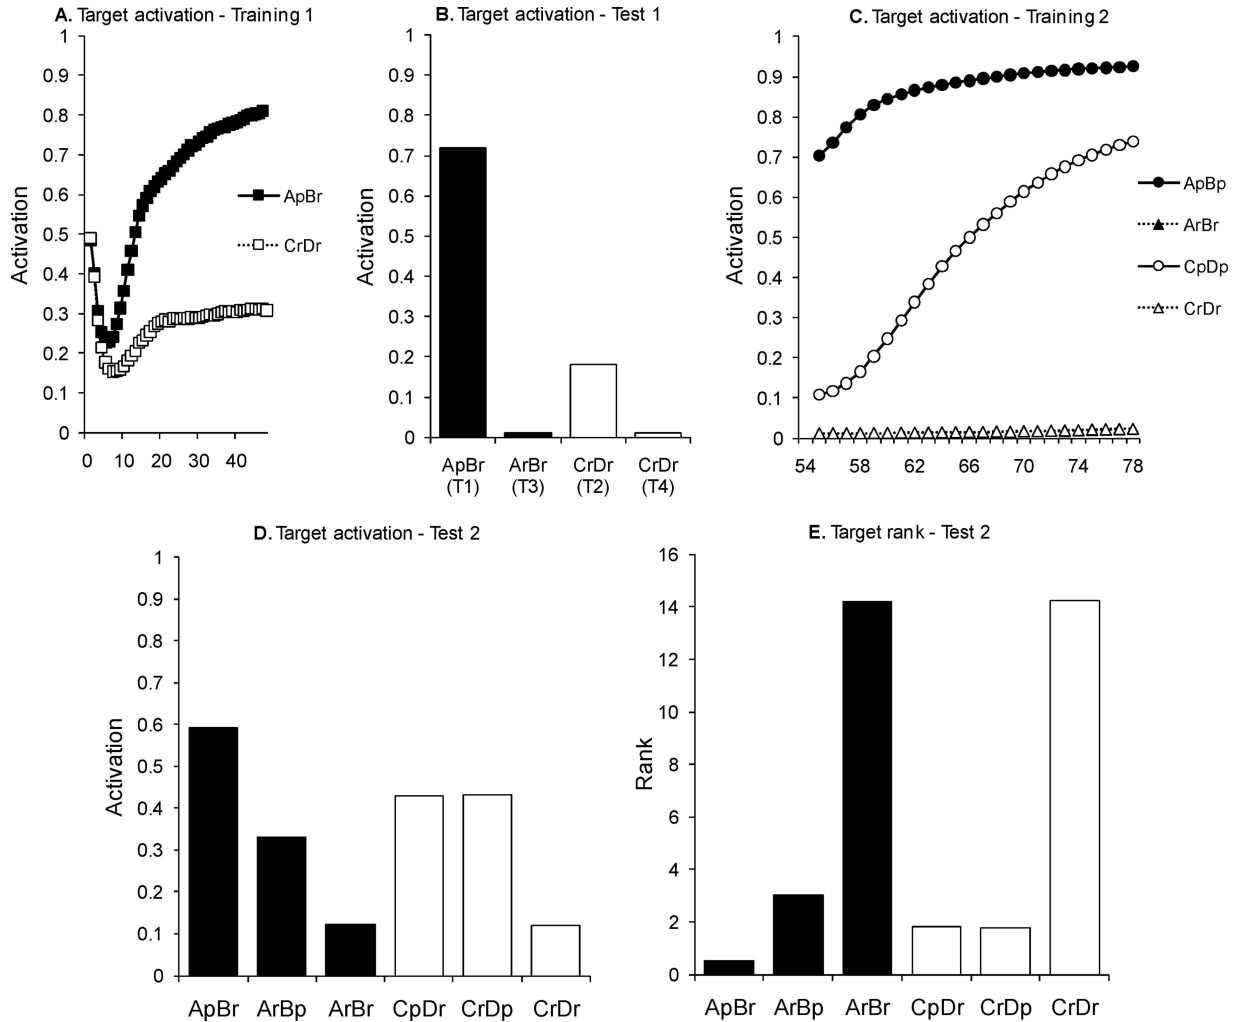 A. Target activation - Training 1
1
0.9
0.8
0.7
0.6
0.5
0.4
0.3
0.2
0.1
0
Activation
0 10 20 30 40
ApBr
CrDr
B. Target activation - Test 1
1
0.9
0.8
0.7
0.6
0.5
0.4
0.3
0.2
0.1
0
Activation
ApBr ArBr CrDr CrDr
(T1) (T3) (T2) (T4)
C. Target activation - Training 2
1
0.9
0.8
0.7
0.6
0.5
0.4
0.3
0.2
0.1
0
Activation
54 58 62 66 70 74 78
ApBp
ArBr
CpDp
CrDr
D. Target activation - Test 2
1
0.9
0.8
0.7
0.6
0.5
0.4
0.3
0.2
0.1
0
Activation
ApBr ArBp ArBr CpDr CrDp CrDr
E. Target rank - Test 2
16
14
12
10
8
6
4
2
0
Rank
ApBr ArBp ArBr CpDr CrDp CrDr